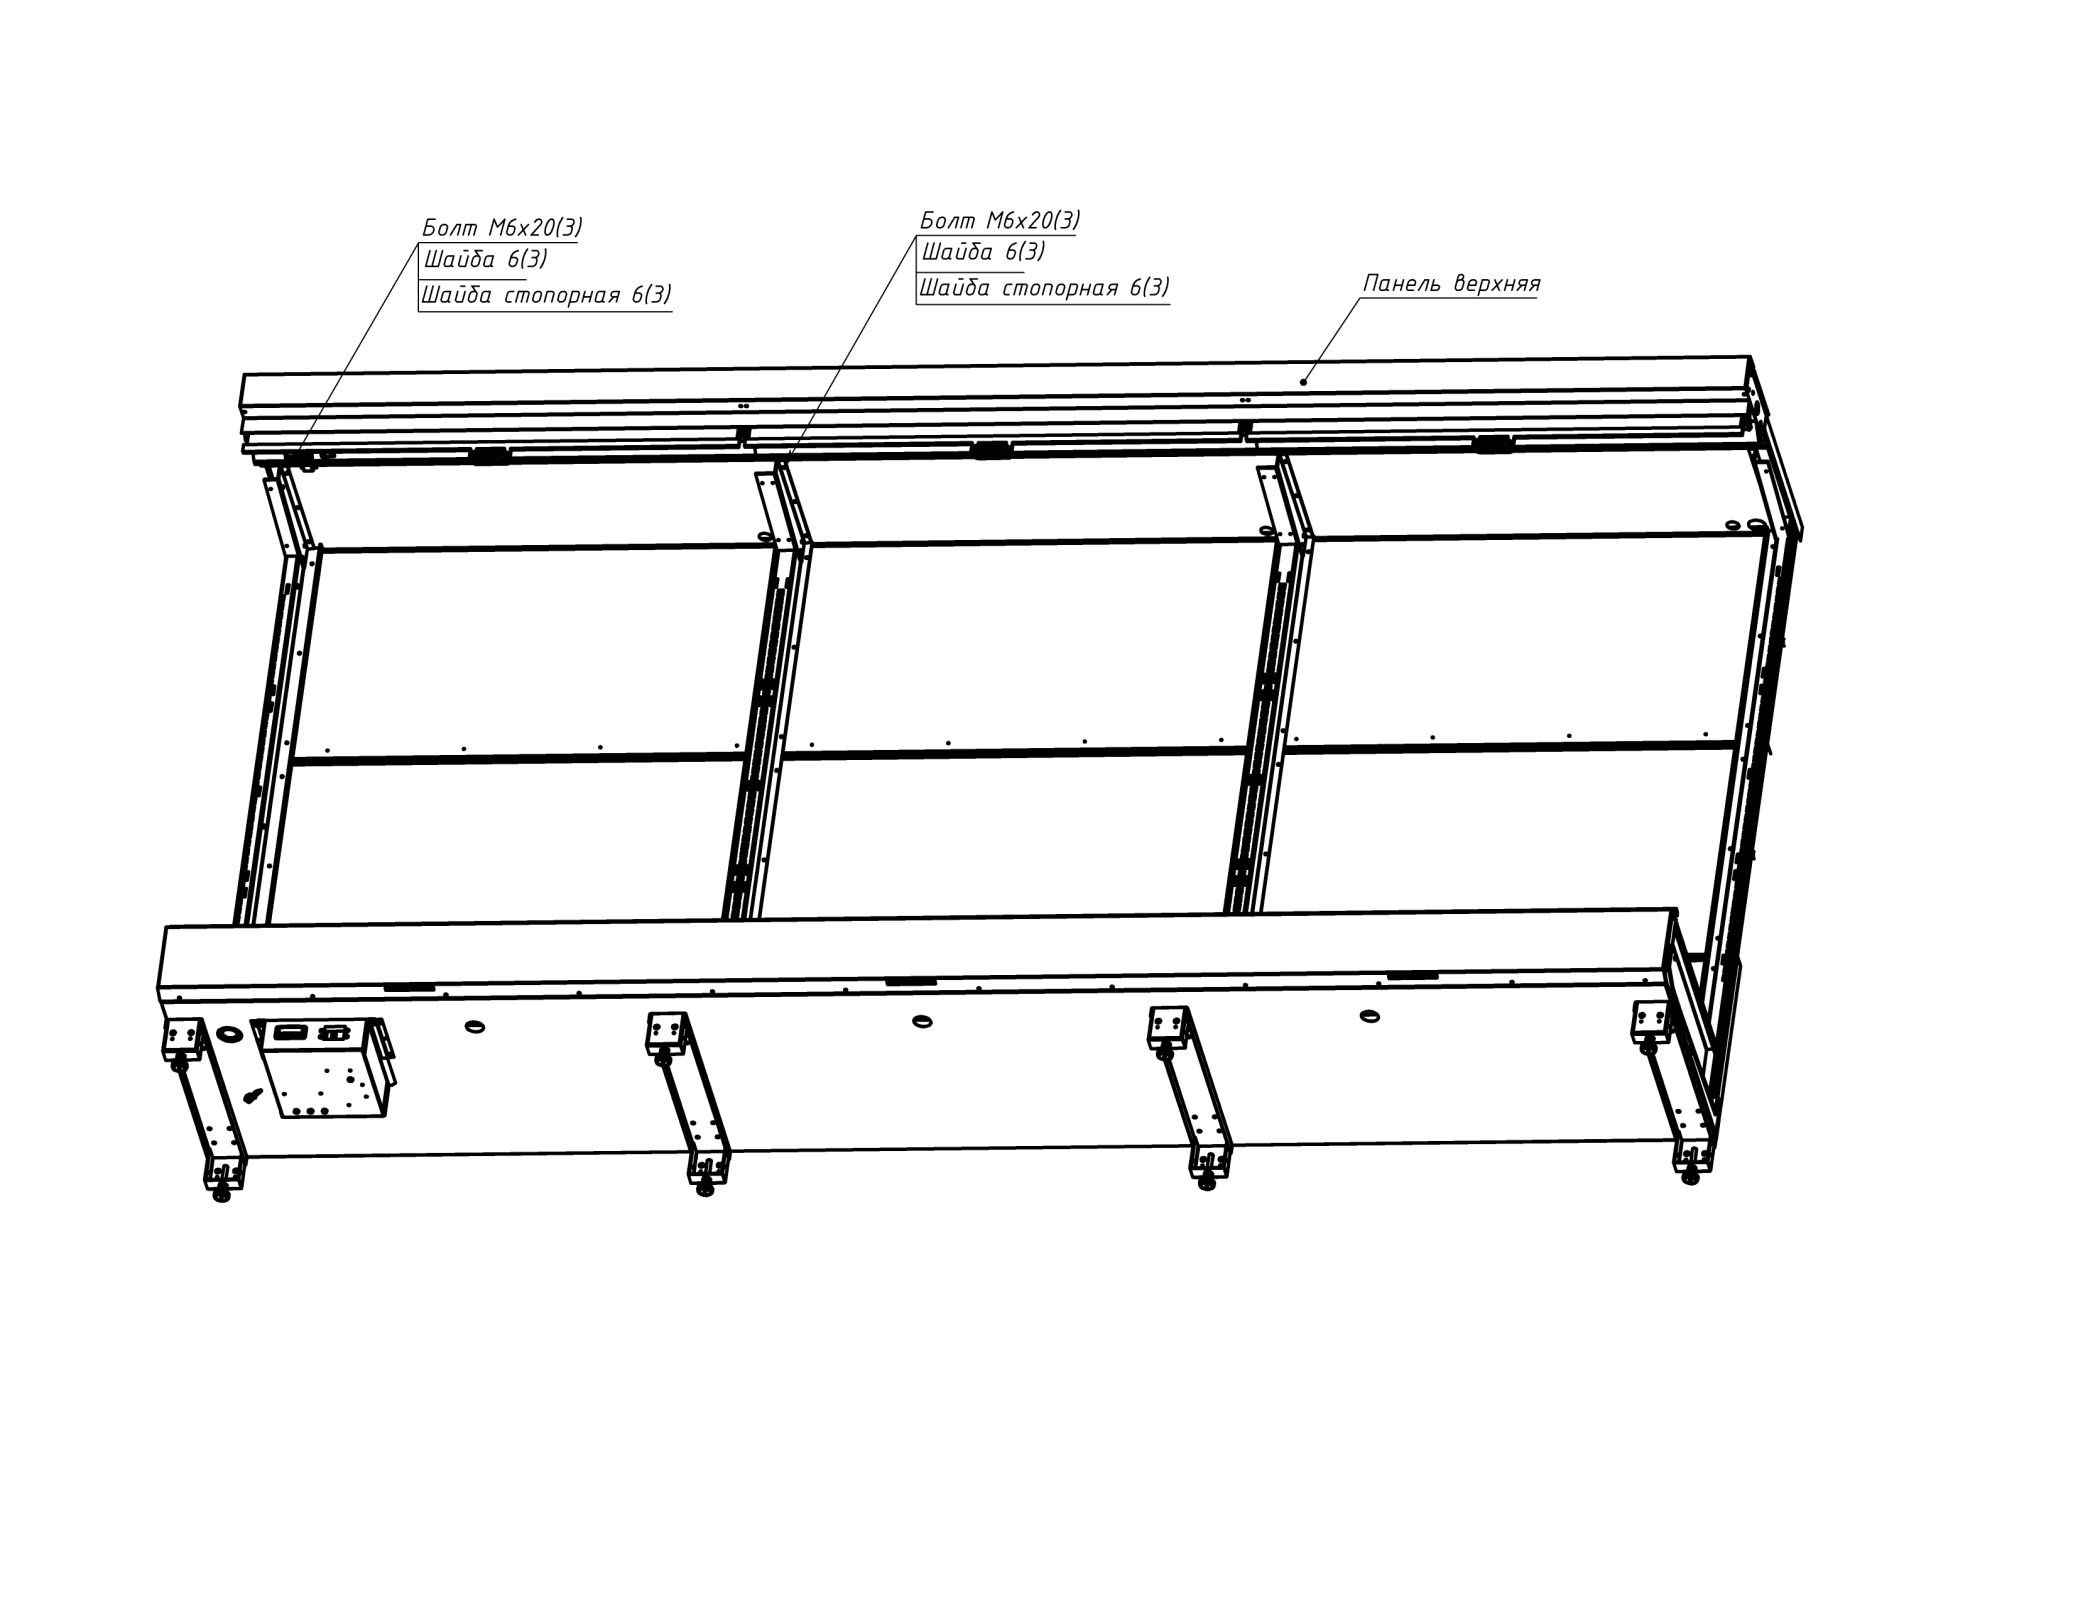 Болт М6х20(3)
Шайба 6(3)
Шайба стопорная 6(3)
Болт М6х20(3)
Шайба 6(3)
Шайба стопорная 6(3)
Панель верхняя